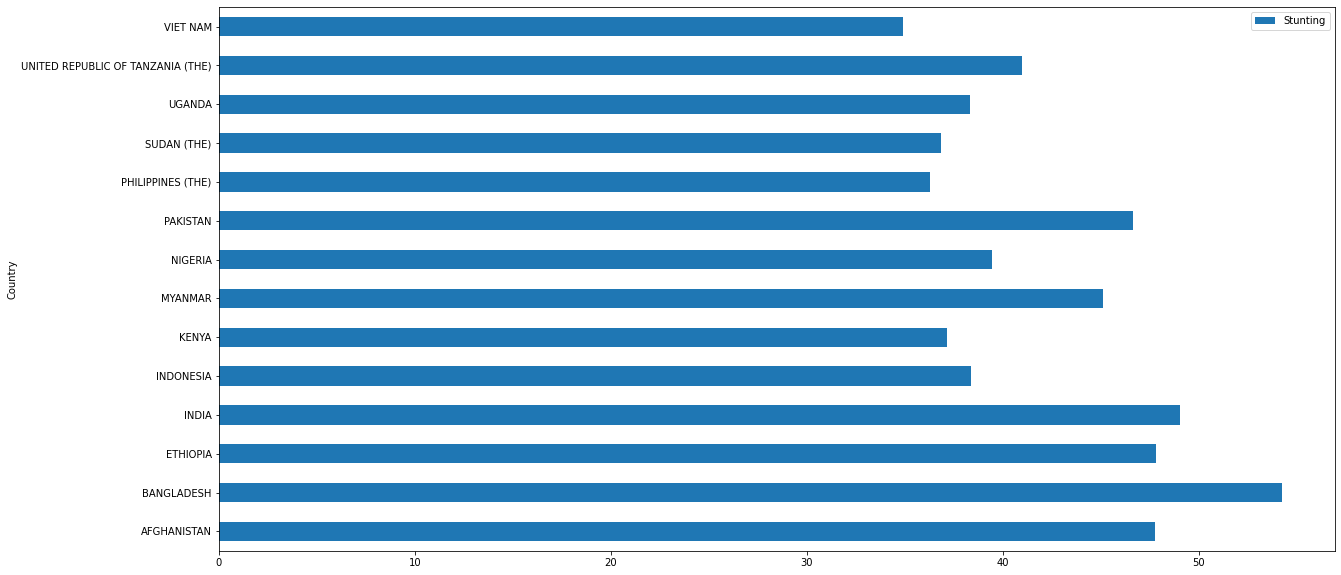 Stunting
VIET NAM
UNITED REPUBLIC OF TANZANIA (THE)
UGANDA
SUDAN (THE)
PHILIPPINES (THE)
PAKISTAN
NIGERIA
MYANMAR
KENYA
INDONESIA
INDIA
ETHIOPIA
BANGLADESH
AFGHANISTAN
Country
0 10 20 30 40 50